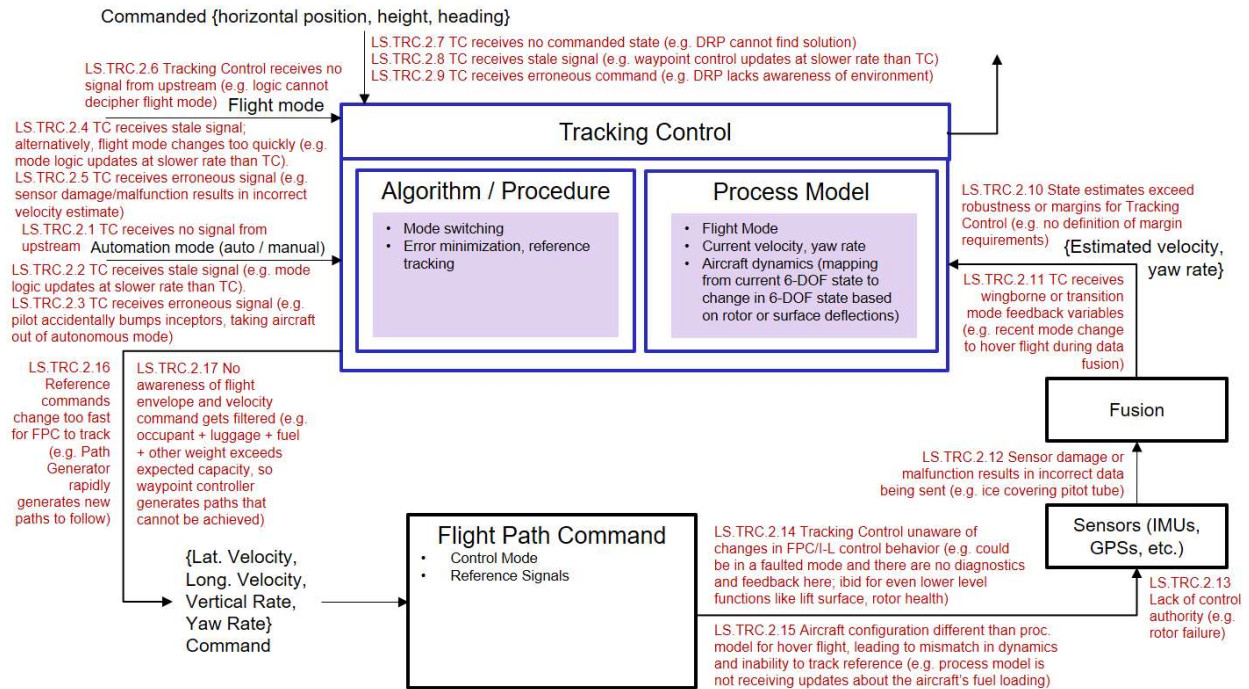 Commanded {horizontal position, height, heading}
LS.TRC.2.7 TC receives no commanded state (e.g. DRP cannot find solution)
LS.TRC.2.8 TC receives stale signal (e.g. waypoint control updates at slower rate than TC)
LS.TRC.2.9 TC receives erroneous command (e.g. DRP lacks awareness of environment)
LS.TRC.2.6 Tracking Control receives no
signal from upstream (e.g. logic cannot
decipher flight mode)
Flight mode
LS.TRC.2.4 TC receives stale signal;
alternatively, flight mode changes too quickly (e.g.
mode logic updates at slower rate than TC).
LS.TRC.2.5 TC receives erroneous signal (e.g.
sensor damage/malfunction results in incorrect
velocity estimate)
LS.TRC.2.1 TC receives no signal from
upstream
Automation mode (auto / manual)
LS.TRC.2.2 TC receives stale signal (e.g. mode
logic updates at slower rate than TC).
LS.TRC.2.3 TC receives erroneous signal (e.g.
pilot accidentally bumps inceptors, taking aircraft
out of autonomous mode)
Tracking Control
Algorithm / Procedure
• Mode switching
• Error minimization, reference
tracking
Process Model
• Flight Mode
• Current velocity, yaw rate
• Aircraft dynamics (mapping
from current 6-DOF state to
change in 6-DOF state based
on rotor or surface deflections)
LS.TRC.2.10 State estimates exceed
robustness or margins for Tracking
Control (e.g. no definition of margin
requirements)
{Estimated velocity,
yaw rate}
LS.TRC.2.11 TC receives
wingborne or transition
mode feedback variables
(e.g. recent mode change
to hover flight during data
fusion)
Fusion
LS.TRC.2.12 Sensor damage or
malfunction results in incorrect data
being sent (e.g. ice covering pitot tube)
Sensors (IMUs,
GPSs, etc.)
LS.TRC.2.13
Lack of control
authority (e.g.
rotor failure)
LS.TRC.2.16
Reference
commands
change too fast
for FPC to track
(e.g. Path
Generator
rapidly
generates new
paths to follow)
LS.TRC.2.17 No
awareness of flight
envelope and velocity
command gets filtered (e.g.
occupant + luggage + fuel
+ other weight exceeds
expected capacity, so
waypoint controller
generates paths that
cannot be achieved)
{Lat. Velocity,
Long. Velocity,
Vertical Rate,
Yaw Rate}
Command
Flight Path Command
• Control Mode
• Reference Signals
LS.TRC.2.14 Tracking Control unaware of
changes in FPC/I-L control behavior (e.g. could
be in a faulted mode and there are no diagnostics
and feedback here; ibid for even lower level
functions like lift surface, rotor health)
LS.TRC.2.15 Aircraft configuration different than proc.
model for hover flight, leading to mismatch in dynamics
and inability to track reference (e.g. process model is
not receiving updates about the aircraft's fuel loading)